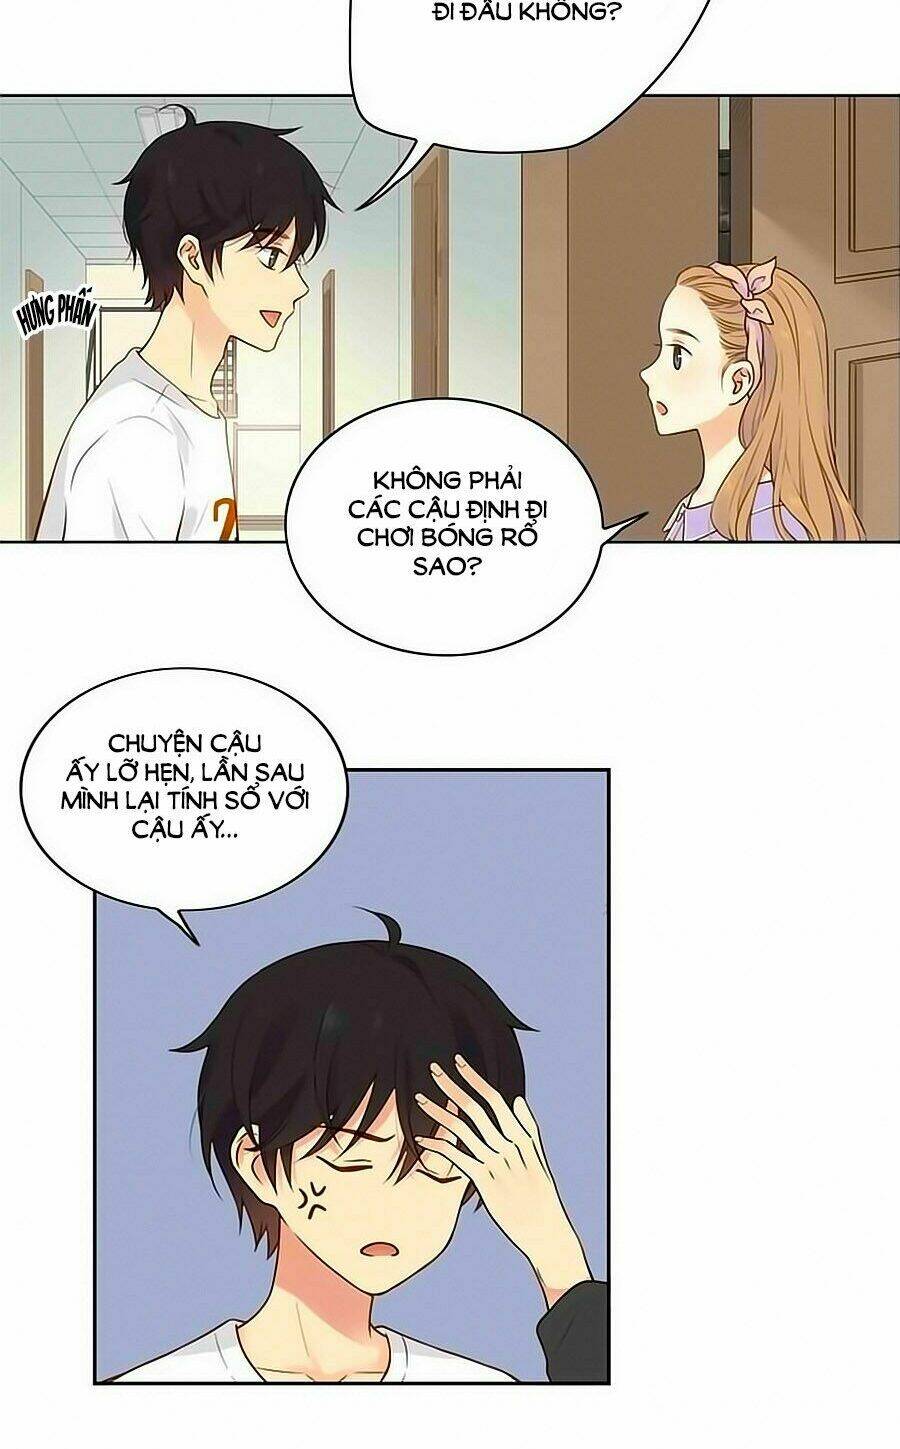 ĐI ĐÂU KHÔNG?
HƯNG PHẤN
KHÔNG PHẢI
CÁC CẬU ĐỊNH ĐI
CHƠI BÓNG RỔ
SAO?
CHUYỆN CẬU
ẤY LỠ HẸN, LẦN SAU
MÌNH LẠI TÍNH SỔ VỚI
CẬU ẤY...